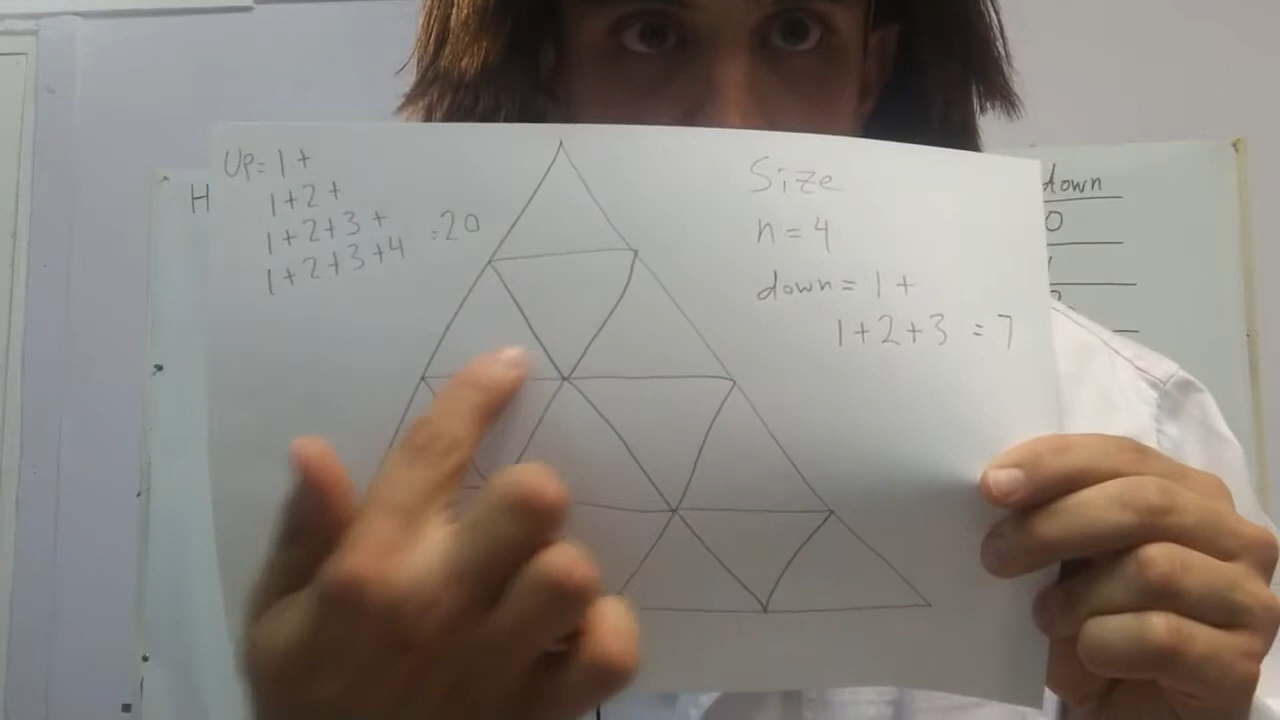 UP= 1 +
1+2 +
1+2+3 +
1+2+3+4 =20
Size
n = 4
down= 1 +
1+2+3 = 7
H
down
0